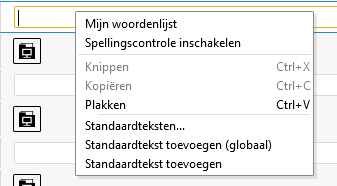 Mijn woordenlijst
Spellingscontrole inschakelen
Knippen Ctrl+X
Kopiëren Ctrl+C
Plakken Ctrl+V
Standaardteksten...
Standaardtekst toevoegen (globaal)
Standaardtekst toevoegen